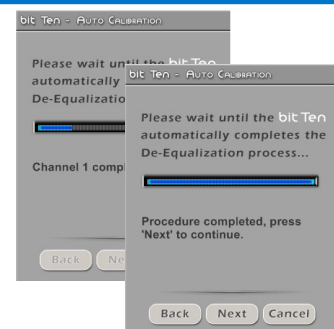 bit Ten - Auto Calibration
Please wait until the bit Ten
automatically
De-Equalizatio
Channel 1 compl
Back Ne
bit Ten - Auto Calibration
Please wait until the bit Ten
automatically completes the
De-Equalization process...
Procedure completed, press
'Next' to continue.
Back Next Cancel